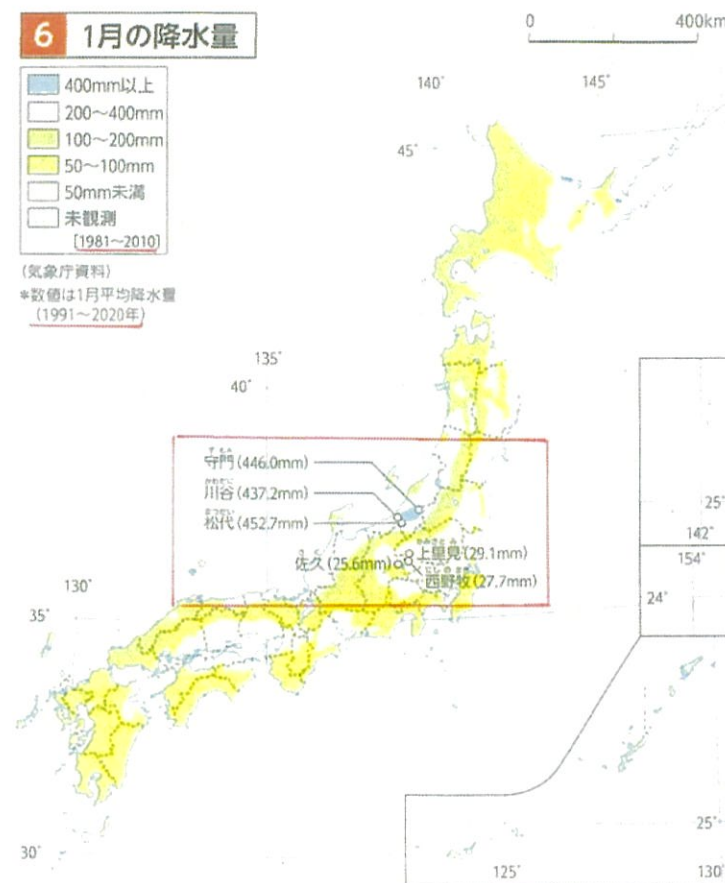 6 1月の降水量
0 400km
400mm以上
200～400mm
100～200mm
50～100mm
50mm未満
未観測
[1981～2010]
(気象庁資料)
*数値は1月平均降水量
(1991～2020年)
140°
145°
45°
135°
40°
守門(446.0mm)
川谷(437.2mm)
松代(452.7mm)
上里見(29.1mm)
佐久(25.6mm)
西野牧(27.7mm)
130°
35°
30°
25°
142°
154°
24°
25°
125°
130°